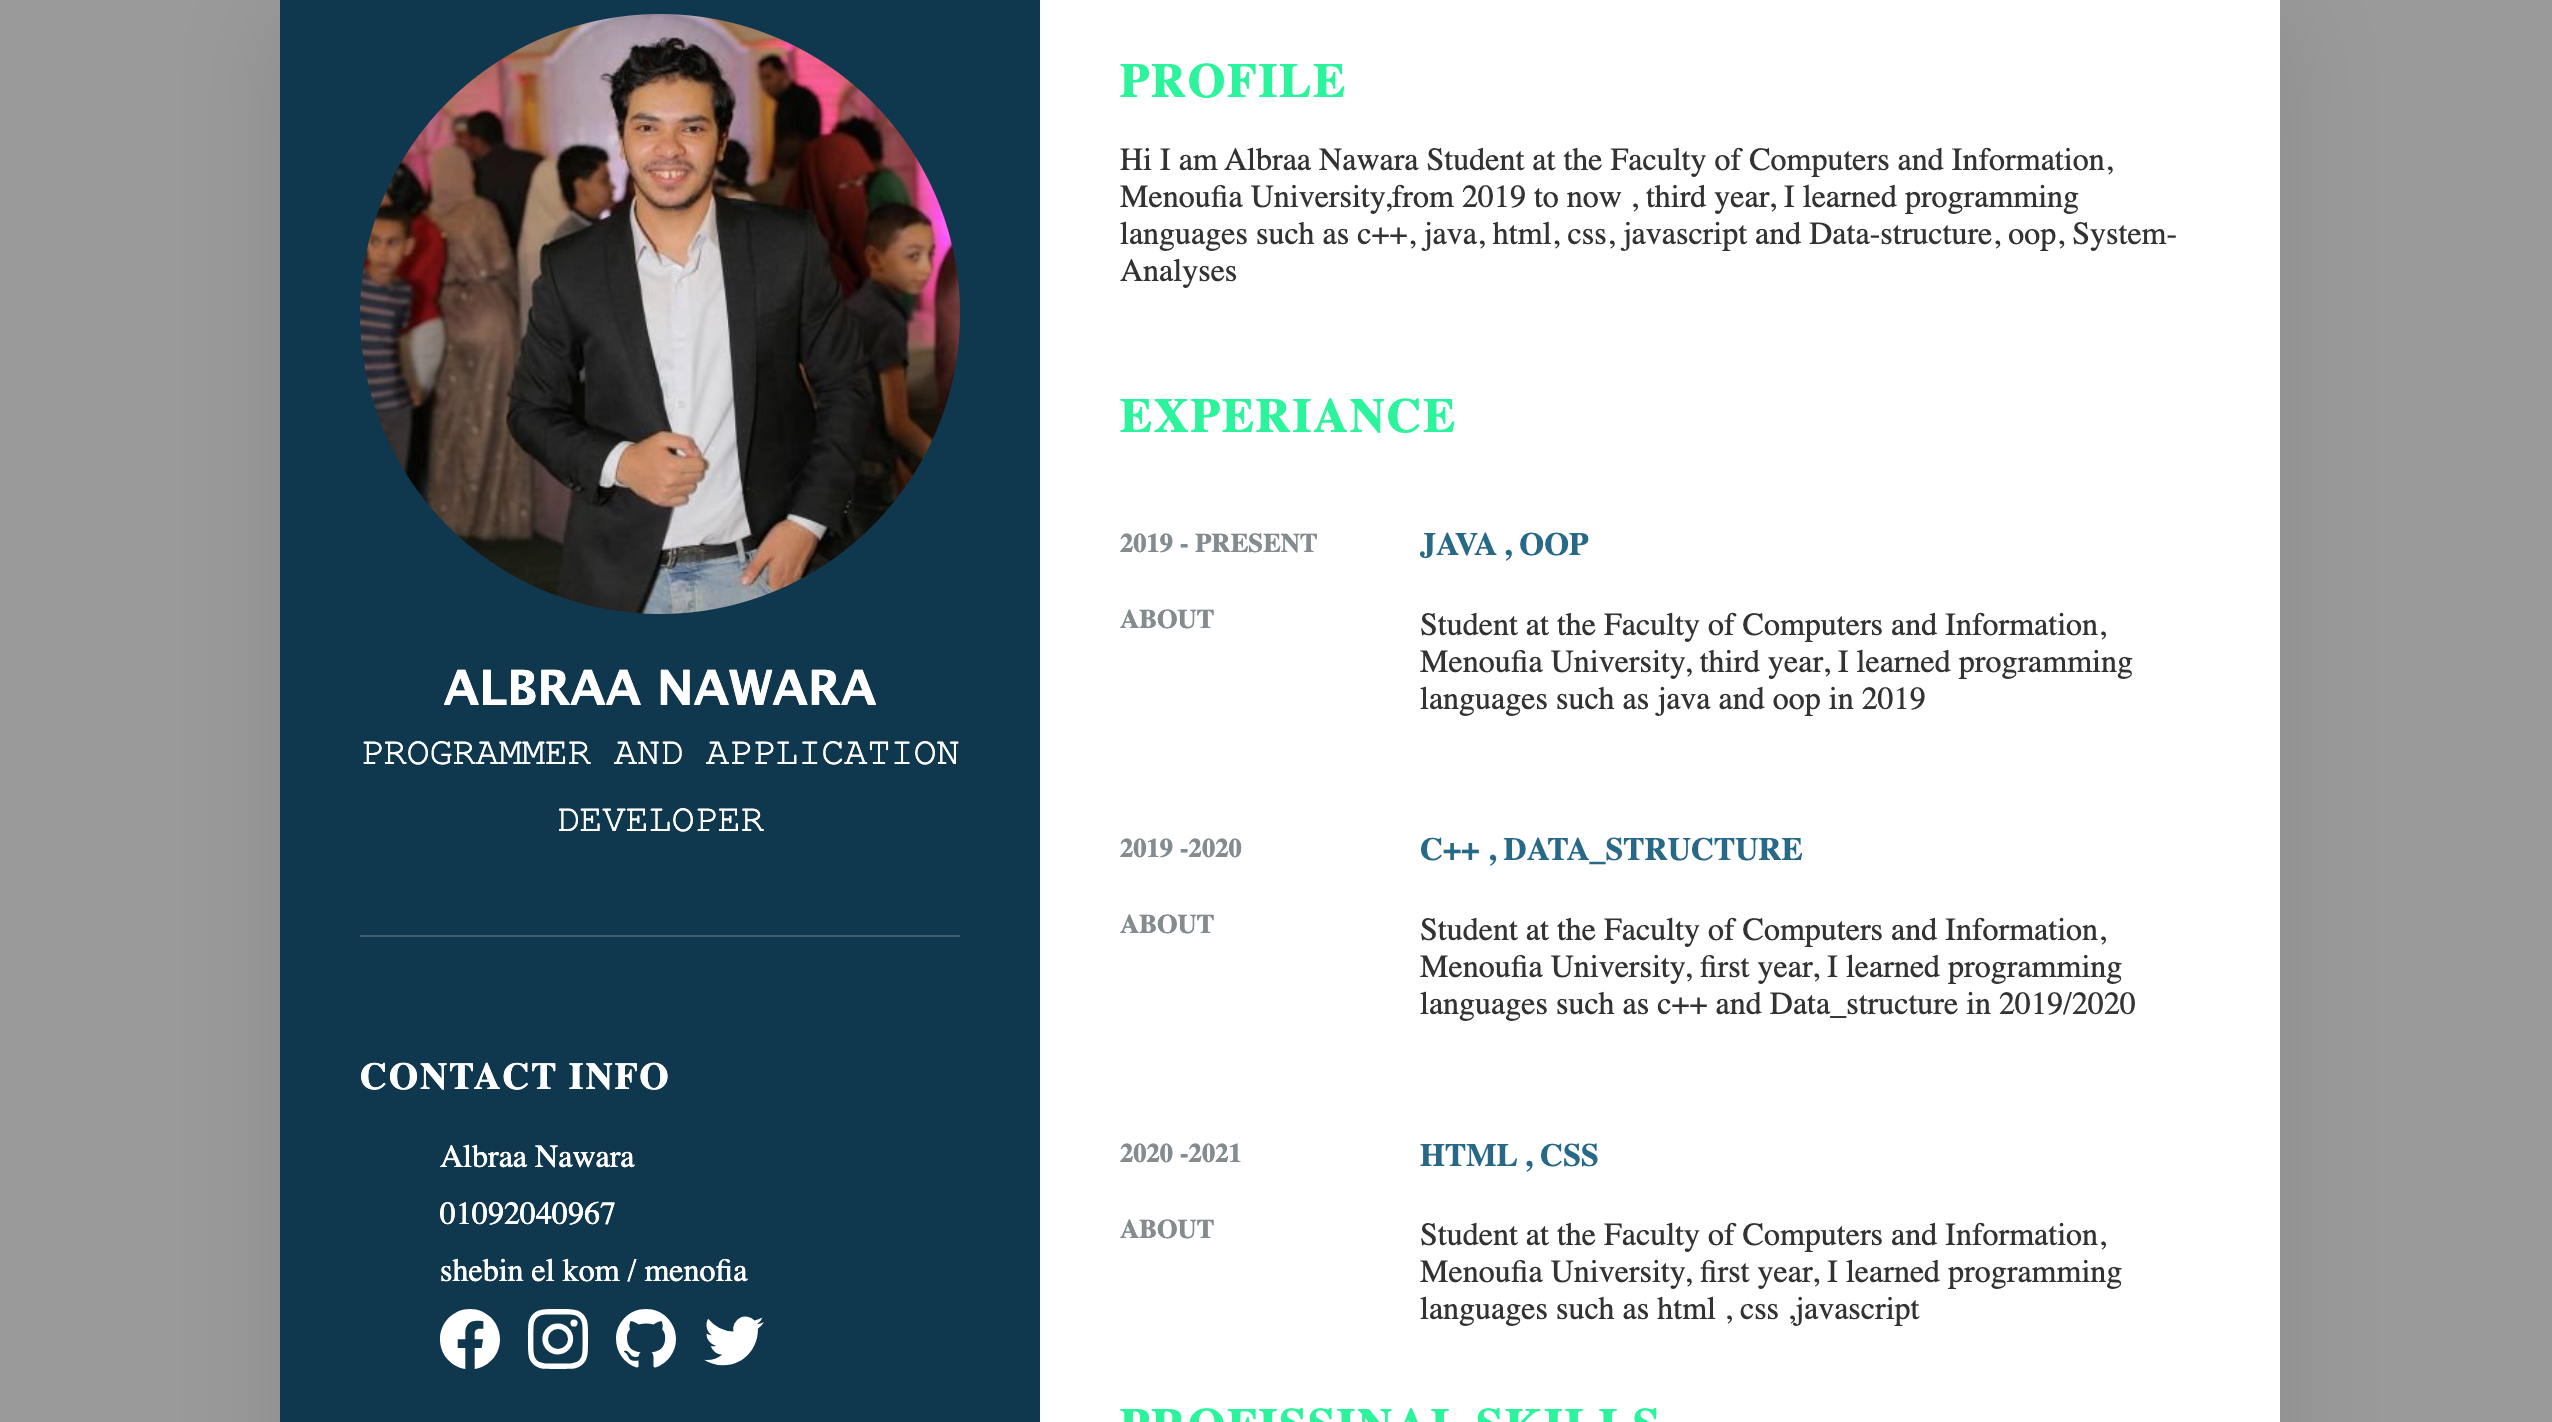 ALBRAA NAWARA
PROGRAMMER AND APPLICATION
DEVELOPER
CONTACT INFO
Albraa Nawara
01092040967
shebin el kom / menofia
PROFILE
Hi I am Albraa Nawara Student at the Faculty of Computers and Information,
Menoufia University,from 2019 to now , third year, I learned programming
languages such as c++, java, html, css, javascript and Data-structure, oop, System-
Analyses
EXPERIANCE
2019 - PRESENT JAVA , OOP
ABOUT Student at the Faculty of Computers and Information,
Menoufia University, third year, I learned programming
languages such as java and oop in 2019
2019 -2020 C++ , DATA_STRUCTURE
ABOUT Student at the Faculty of Computers and Information,
Menoufia University, first year, I learned programming
languages such as c++ and Data_structure in 2019/2020
2020 -2021 HTML , CSS
ABOUT Student at the Faculty of Computers and Information,
Menoufia University, first year, I learned programming
languages such as html , css ,javascript
PROFISSINAL SKILLS